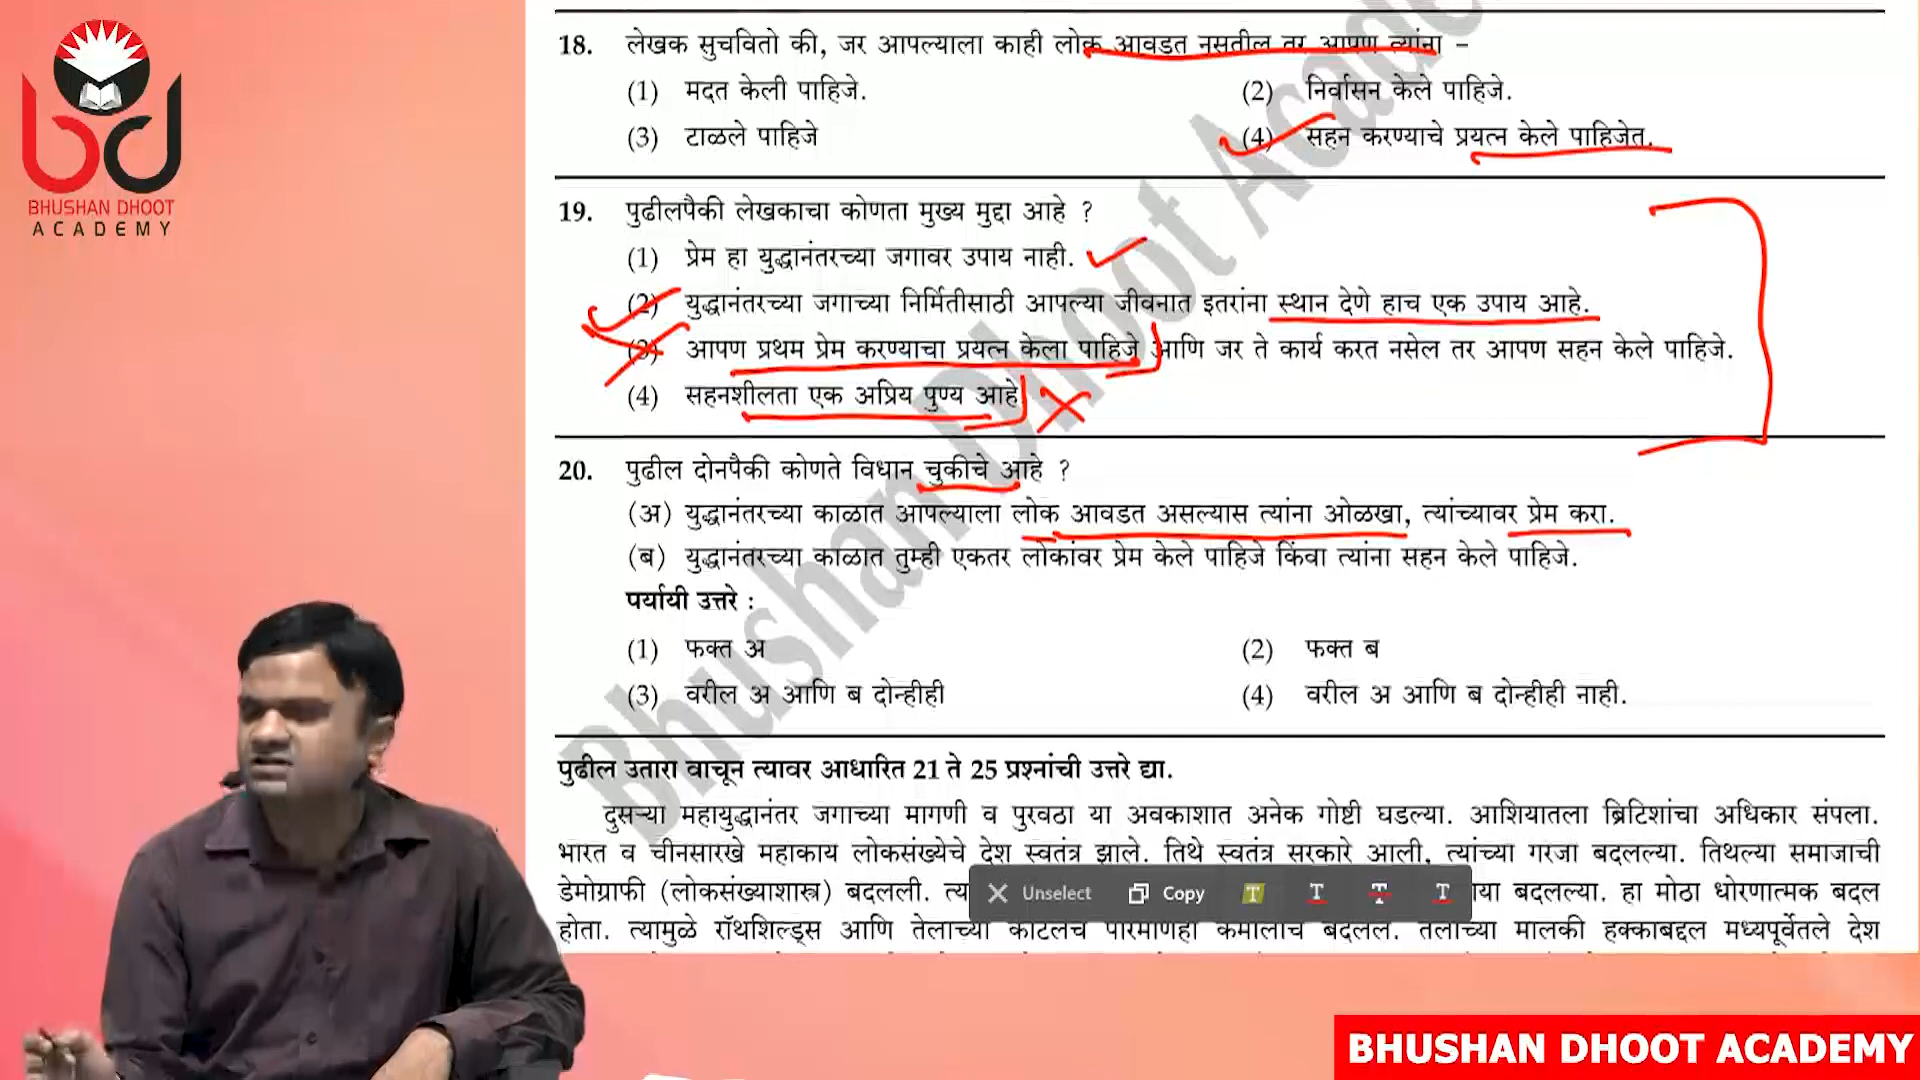 BHUSHAN DHOOT
ACADEMY
18. लेखक सुचवितो की, जर आपल्याला काही लोक आवडत नसतील तर आपण त्यांना –
(1) मदत केली पाहिजे.
(2) निर्वासन केले पाहिजे.
(3) टाळले पाहिजे
(4) सहन करण्याचे प्रयत्न केले पाहिजेत.
19. पुढीलपैकी लेखकाचा कोणता मुख्य मुद्दा आहे ?
(1) प्रेम हा युद्धानंतरच्या जगावर उपाय नाही.
(2) युद्धानंतरच्या जगाच्या निर्मितीसाठी आपल्या जीवनात इतरांना स्थान देणे हाच एक उपाय आहे.
(3) आपण प्रथम प्रेम करण्याचा प्रयत्न केला पाहिजे आणि जर ते कार्य करत नसेल तर आपण सहन केले पाहिजे.
(4) सहनशीलता एक अप्रिय पुण्य आहे
20. पुढील दोनपैकी कोणते विधान चुकीचे आहे ?
(अ) युद्धानंतरच्या काळात आपल्याला लोक आवडत असल्यास त्यांना ओळखा, त्यांच्यावर प्रेम करा.
(ब) युद्धानंतरच्या काळात तुम्ही एकतर लोकांवर प्रेम केले पाहिजे किंवा त्यांना सहन केले पाहिजे.
पर्यायी उत्तरे :
(1) फक्त अ
(2) फक्त ब
(3) वरील अ आणि ब दोन्हीही
(4) वरील अ आणि ब दोन्हीही नाही.
पुढील उतारा वाचून त्यावर आधारित 21 ते 25 प्रश्नांची उत्तरे द्या.
दुसऱ्या महायुद्धानंतर जगाच्या मागणी व पुरवठा या अवकाशात अनेक गोष्टी घडल्या. आशियातला ब्रिटिशांचा अधिकार संपला.
भारत व चीनसारखे महाकाय लोकसंख्येचे देश स्वतंत्र झाले. तिथे स्वतंत्र सरकारे आली, त्यांच्या गरजा बदलल्या. तिथल्या समाजाची
डेमोग्राफी (लोकसंख्याशास्त्र) बदलली. बदलल्या. हा मोठा धोरणात्मक बदल
Unselect Copy
होता. त्यामुळे रॉथशिल्ड्स आणि तेलाच्या मालकी हक्काबद्दल मध्यपूर्वेतले देश
Bhushan Dhoot Acade
BHUSHAN DHOOT ACADEMY